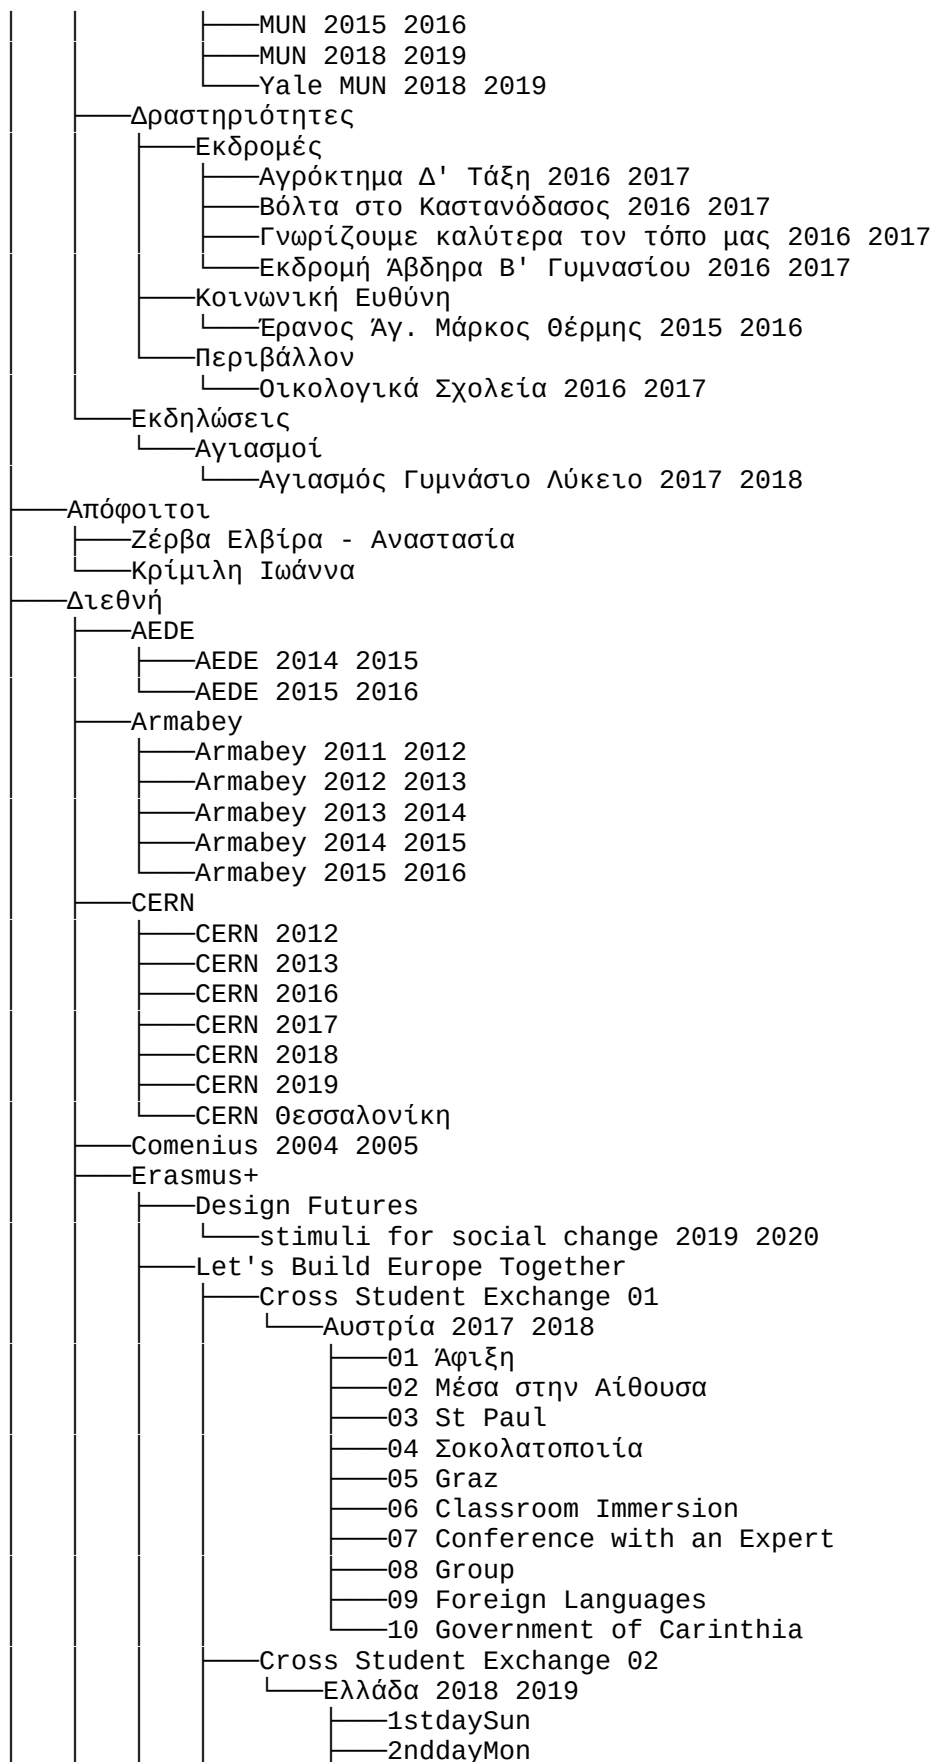 MUN 2015 2016
MUN 2018 2019
Yale MUN 2018 2019
Δραστηριότητες
Εκδρομές
Αγρόκτημα Δ' Τάξη 2016 2017
Βόλτα στο Καστανόδασος 2016 2017
Γνωρίζουμε καλύτερα τον τόπο μας 2016 2017
Εκδρομή Άβδηρα Β' Γυμνασίου 2016 2017
Κοινωνική Ευθύνη
Έρανος Άγ. Μάρκος Θέρμης 2015 2016
Περιβάλλον
Οικολογικά Σχολεία 2016 2017
Εκδηλώσεις
Αγιασμοί
Αγιασμός Γυμνάσιο Λύκειο 2017 2018
Απόφοιτοι
Ζέρβα Ελβίρα - Αναστασία
Κρίμιλη Ιωάννα
Διεθνή
AEDE
AEDE 2014 2015
AEDE 2015 2016
Armabey
Armabey 2011 2012
Armabey 2012 2013
Armabey 2013 2014
Armabey 2014 2015
Armabey 2015 2016
CERN
CERN 2012
CERN 2013
CERN 2016
CERN 2017
CERN 2018
CERN 2019
CERN Θεσσαλονίκη
Comenius 2004 2005
Erasmus+
Design Futures
stimuli for social change 2019 2020
Let's Build Europe Together
Cross Student Exchange 01
Αυστρία 2017 2018
01 Άφιξη
02 Μέσα στην Αίθουσα
03 St Paul
04 Σοκολατοποιία
05 Graz
06 Classroom Immersion
07 Conference with an Expert
08 Group
09 Foreign Languages
10 Government of Carinthia
Cross Student Exchange 02
Ελλάδα 2018 2019
1stdaySun
2nddayMon